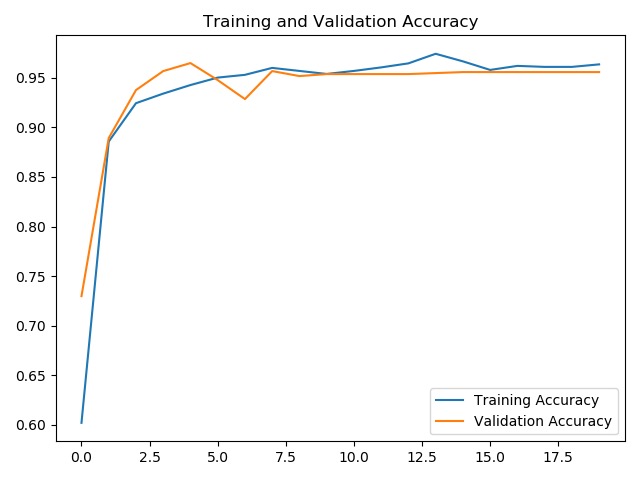 Training and Validation Accuracy
0.95
0.90
0.85
0.80
0.75
0.70
0.65
0.60
Training Accuracy
Validation Accuracy
0.0 2.5 5.0 7.5 10.0 12.5 15.0 17.5